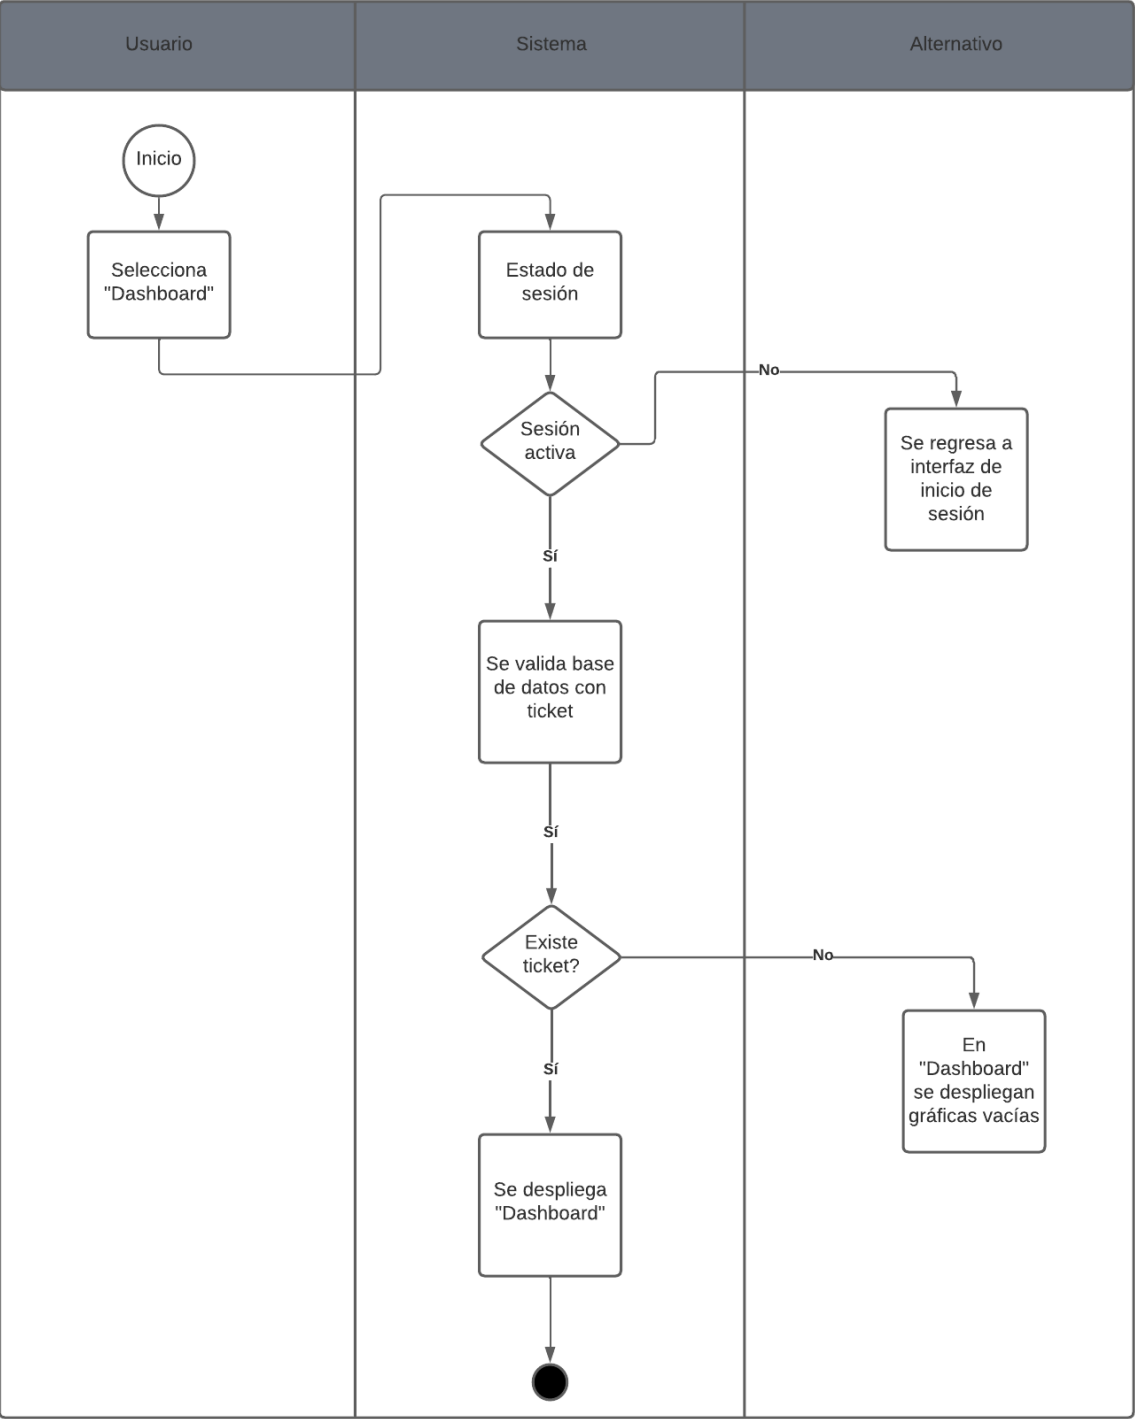 Usuario
Sistema
Alternativo
Inicio
Selecciona
"Dashboard"
Estado de
sesión
Sesión
activa
No
Se regresa a
interfaz de
inicio de
sesión
Sí
Se valida base
de datos con
ticket
Sí
Existe
ticket?
No
En
"Dashboard"
se despliegan
gráficas vacías
Sí
Se despliega
"Dashboard"